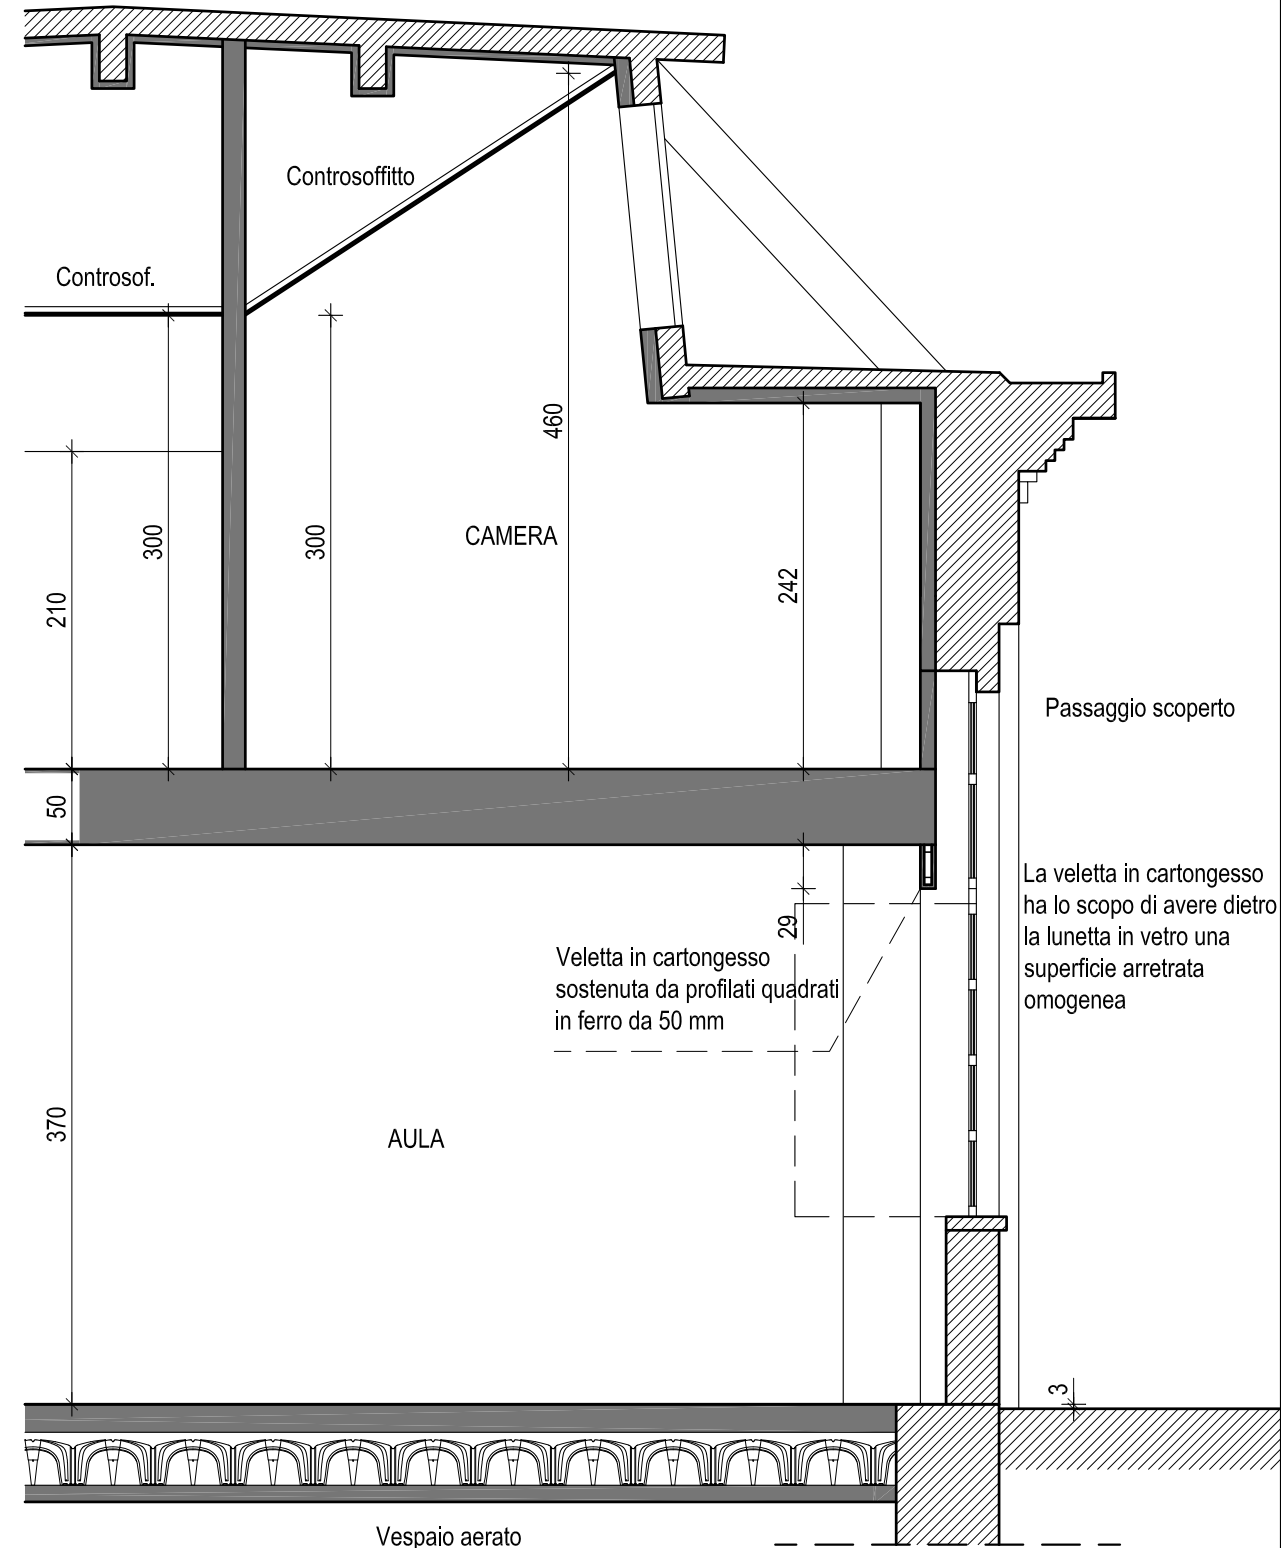 Controsoffitto
Controsof.
460
300
300
CAMERA
242
210
Passaggio scoperto
50
La veletta in cartongesso
ha lo scopo di avere dietro
la lunetta in vetro una
superficie arretrata
omogenea
29
Veletta in cartongesso
sostenuta da profilati quadrati
in ferro da 50 mm
370
AULA
3
Vespaio aerato